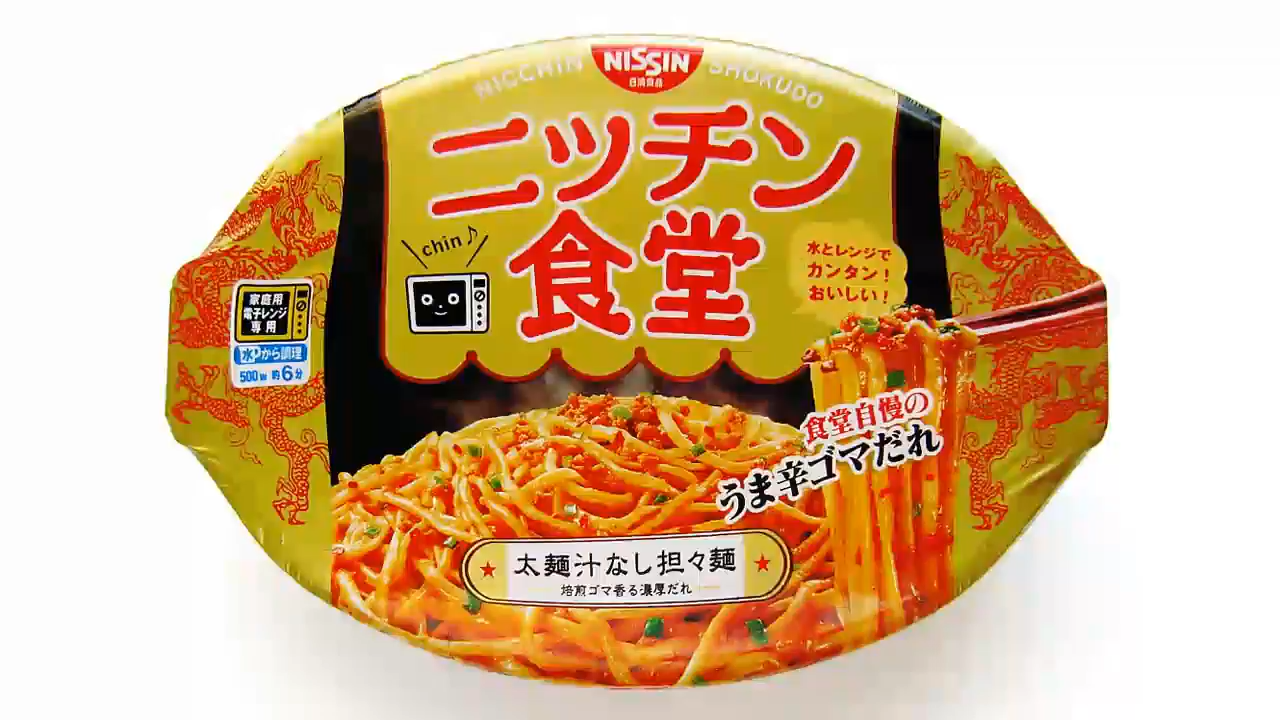 NISSIN
日清食品
NICCHIN SHOKUDO
ニッチン
食堂
chin♪
水とレンジで
カンタン!
おいしい!
家庭用
電子レンジ
専用
水から調理
500W 約6分
食堂自慢の
うま辛ゴマだれ
★ 太麺汁なし担々麺 ★
焙煎ゴマ香る濃厚だれ